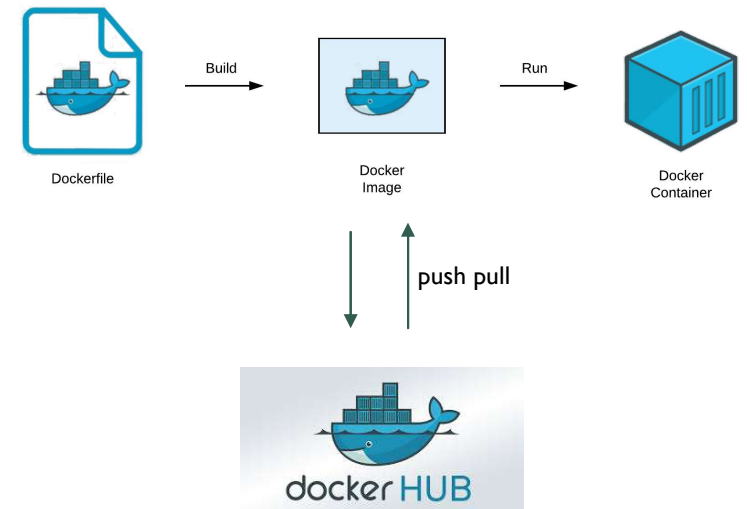 Build
Run
Dockerfile
Docker
Image
Docker
Container
push pull
docker HUB